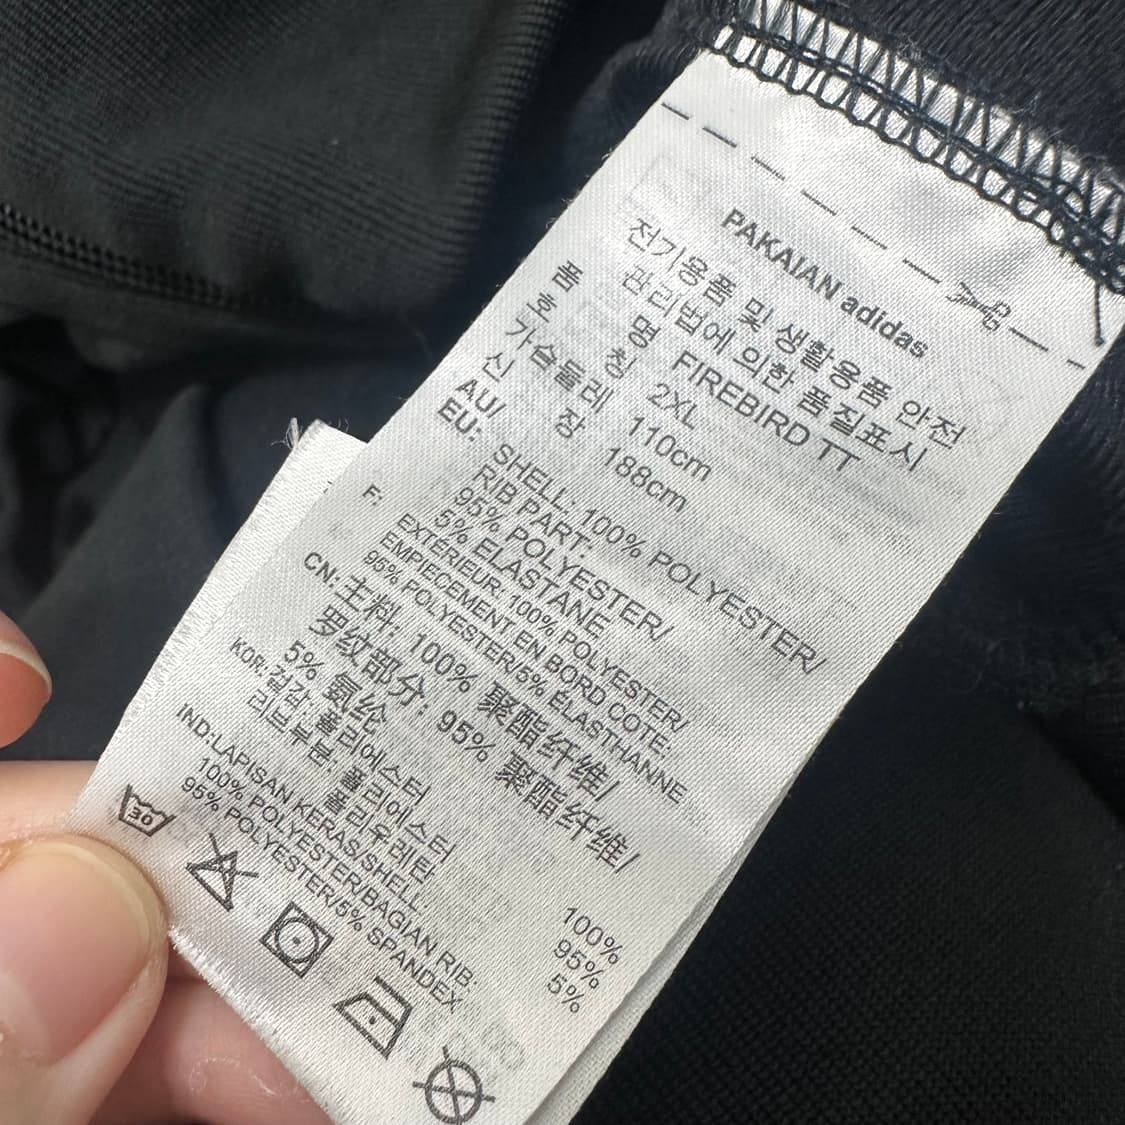 PAKAIAN adidas
전기용품 및 생활용품 안전
관리법에 의한 품질표시
품 명 FIREBIRD TT
호 칭 2XL
가슴둘레 110cm
신 장 188cm
AU/
EU: SHELL: 100% POLYESTER/
RIB PART:
95% POLYESTER/
5% ELASTANE
F: EXTÉRIEUR 100% POLYESTER/
EMPIECEMENT EN BORD COTE.
95% POLYESTER/5% ÉLASTHANNE
CN: 主料: 100% 聚酯纤维/
罗纹部分: 95% 聚酯纤维/
5% 氨纶
KOR: 겉감: 폴리에스터 100%
리브부분: 폴리에스터 95%
폴리우레탄 5%
IND:LAPISAN KERAS/SHELL
100% POLYESTER/BAGIAN RIB:
95% POLYESTER/5% SPANDEX
30